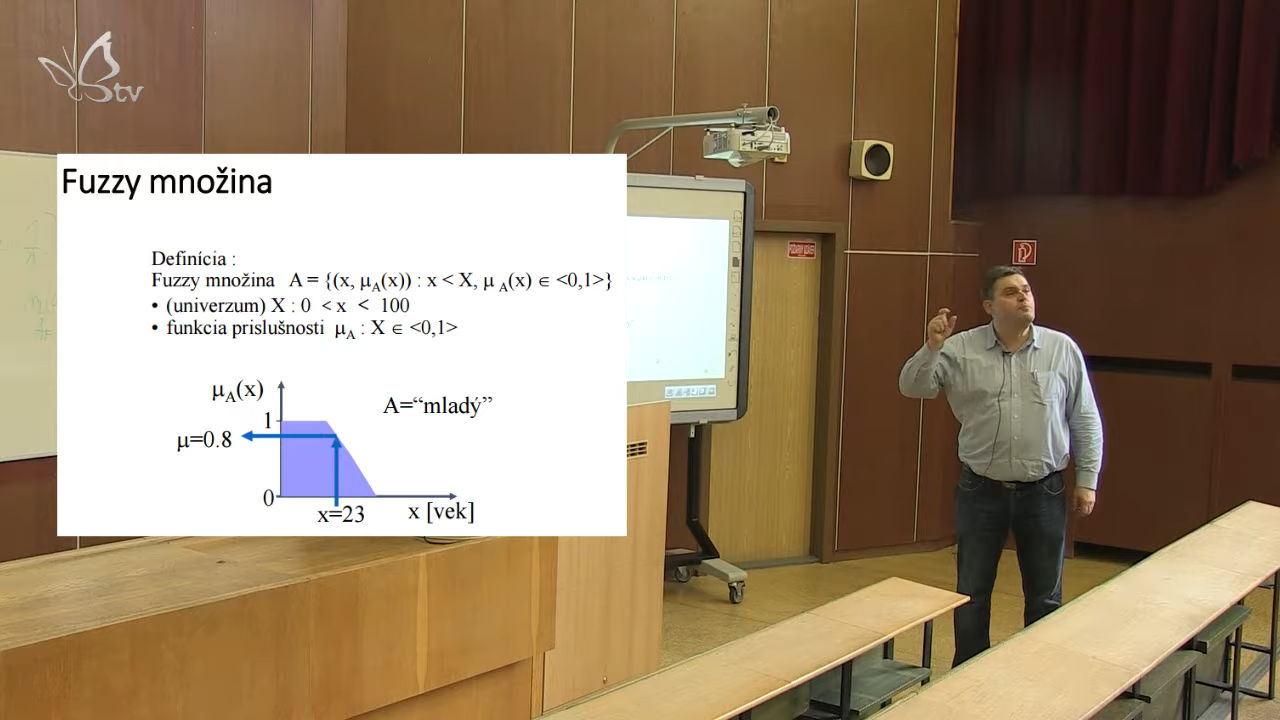 tv
Fuzzy množina
Definícia :
Fuzzy množina A = {(x, μA(x)) : x < X, μ A(x) ∈ <0,1>}
• (univerzum) X : 0 < x < 100
• funkcia prislušnosti μA : X ∈ <0,1>
μA(x)
A=“mladý”
1
μ=0.8
0
x=23
x [vek]